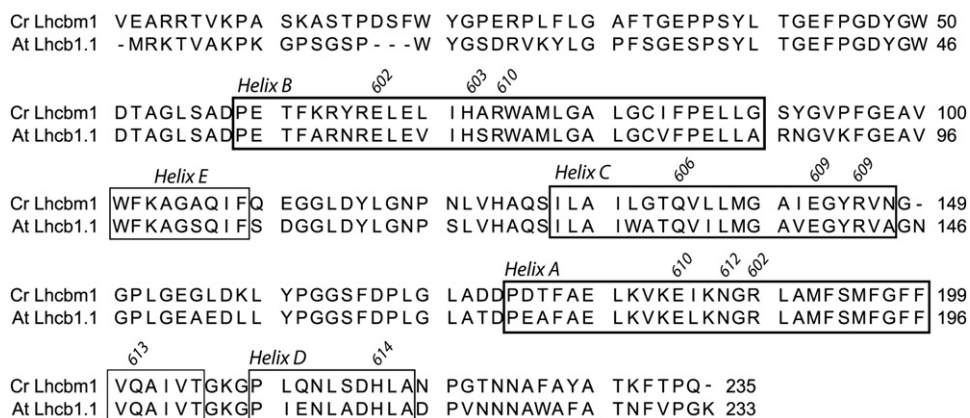 Cr Lhcbm1 VEARRTVKPA SKASTPDSFW YGPERPLFLG AFTGEPPSYL TGEFPGDYGW 50
At Lhcb1.1 -MRKTVAKPK GPSGSP---W YGSDRVKYLG PFSGESPSYL TGEFPGDYGW 46
Helix B 602 603 610
Cr Lhcbm1 DTAGLSADPE TFKRYRELEL IHARWAMLGA LGCIFPELLG SYGVPFGEAV 100
At Lhcb1.1 DTAGLSADPE TFARNRELEV IHSRWAMLGA LGCVFPELLA RNGVKFGEAV 96
Helix E Helix C 606 609 609
Cr Lhcbm1 WFKAGAQIFQ EGGLDYLGNP NLVHAQSILA ILGTQVLLMG AIEGYRVNG- 149
At Lhcb1.1 WFKAGSQIFS DGGLDYLGNP SLVHAQSILA IWATQVILMG AVEGYRVAGN 146
Helix A 610 612 602
Cr Lhcbm1 GPLGEGLDKL YPGGSFDPLG LADDPDTFAE LKVKEIKNGR LAMFSMFGFF 199
At Lhcb1.1 GPLGEAEDLL YPGGSFDPLG LATDPEAFAE LKVKELKNGR LAMFSMFGFF 196
613 Helix D 614
Cr Lhcbm1 VQAIVTGKGP LQNLSDHLAN PGTNNAFAYA TKFTPQ- 235
At Lhcb1.1 VQAIVTGKGP IENLADHLAD PVNNNAWAFA TNFVPGK 233